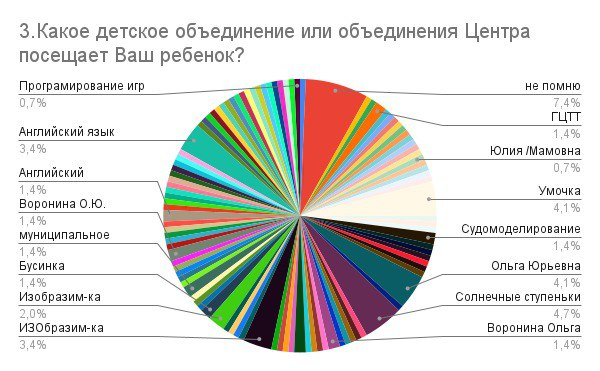 3.Какое детское объединение или объединения Центра
посещает Ваш ребенок?
Програмирование игр
0,7%
Английский язык
3,4%
Английский
1,4%
Воронина О.Ю.
1,4%
муниципальное
1,4%
Бусинка
1,4%
Изобразим-ка
2,0%
ИЗОбразим-ка
3,4%
не помню
7,4%
ГЦТТ
1,4%
Юлия /Мамовна
0,7%
Умочка
4,1%
Судомоделирование
1,4%
Ольга Юрьевна
4,1%
Солнечные ступеньки
4,7%
Воронина Ольга
1,4%